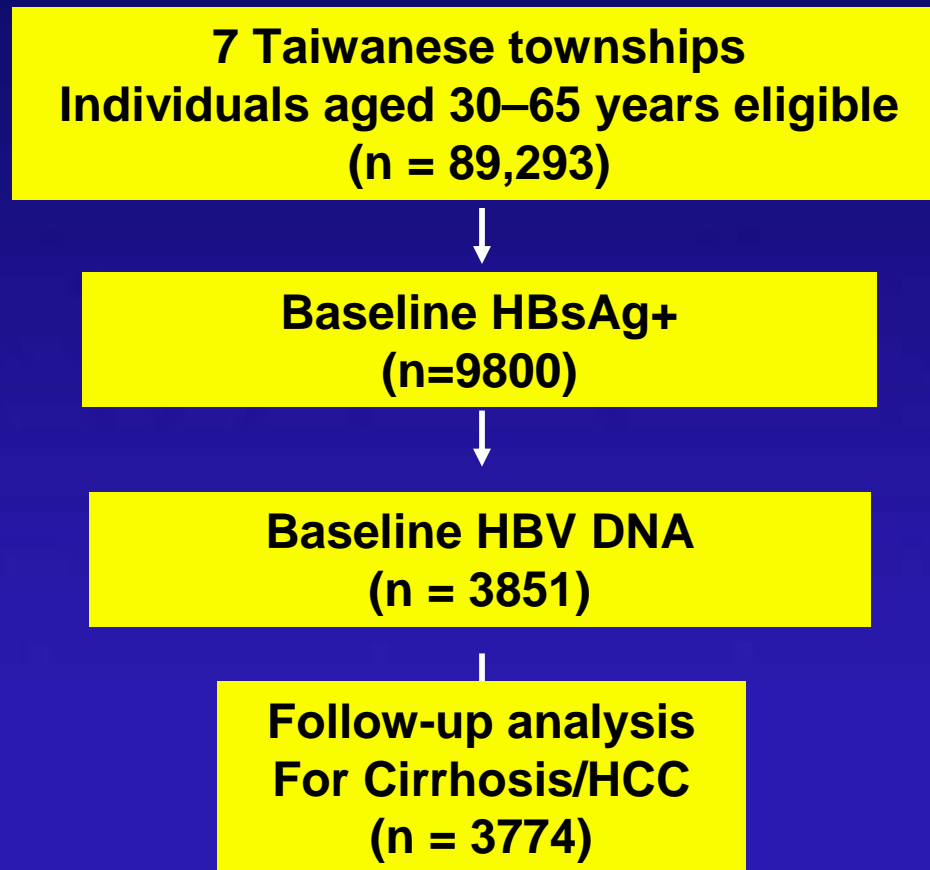 7 Taiwanese townships
Individuals aged 30–65 years eligible
(n = 89,293)
Baseline HBsAg+
(n=9800)
Baseline HBV DNA
(n = 3851)
Follow-up analysis
For Cirrhosis/HCC
(n = 3774)